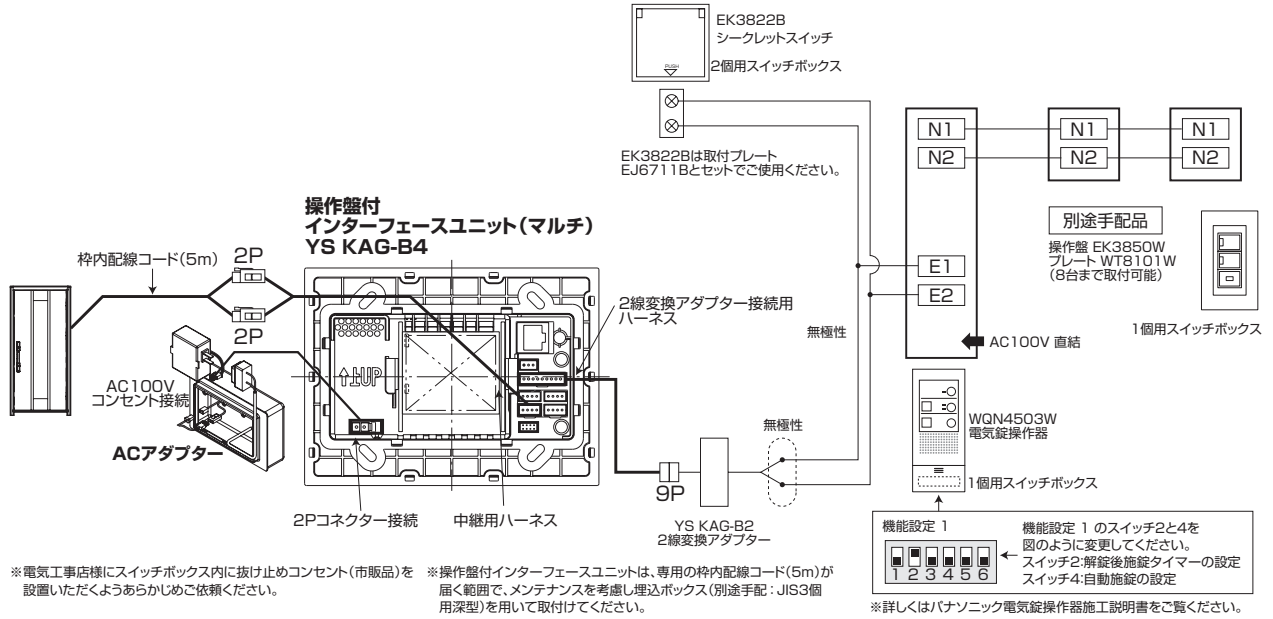 EK3822B
シークレットスイッチ
2個用スイッチボックス
PUSH
EK3822Bは取付プレート
EJ6711Bとセットでご使用ください。
N1
N2
N1
N2
N1
N2
E1
E2
AC100V 直結
別途手配品
操作盤 EK3850W
プレート WT8101W
(8台まで取付可能)
1個用スイッチボックス
操作盤付
インターフェースユニット(マルチ)
YS KAG-B4
枠内配線コード(5m)
2P
2P
AC100V
コンセント接続
ACアダプター
UP
2線変換アダプター接続用
ハーネス
2Pコネクター接続
中継用ハーネス
9P
YS KAG-B2
2線変換アダプター
無極性
無極性
WQN4503W
電気錠操作器
1個用スイッチボックス
機能設定 1
1 2 3 4 5 6
機能設定 1 のスイッチ2と4を
図のように変更してください。
スイッチ2:解錠後施錠タイマーの設定
スイッチ4:自動施錠の設定
※電気工事店様にスイッチボックス内に抜け止めコンセント(市販品)を
設置いただくようあらかじめご依頼ください。
※操作盤付インターフェースユニットは、専用の枠内配線コード(5m)が
届く範囲で、メンテナンスを考慮し埋込ボックス(別途手配:JIS3個
用深型)を用いて取付けてください。
※詳しくはパナソニック電気錠操作器施工説明書をご覧ください。